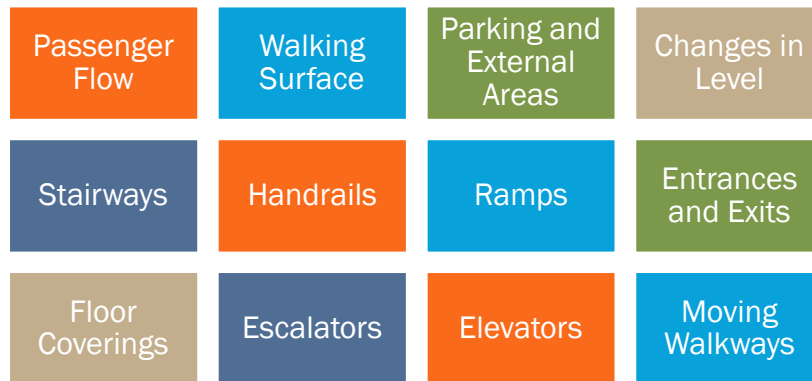 Passenger
Flow
Walking
Surface
Parking and
External
Areas
Changes in
Level
Stairways
Handrails
Ramps
Entrances
and Exits
Floor
Coverings
Escalators
Elevators
Moving
Walkways